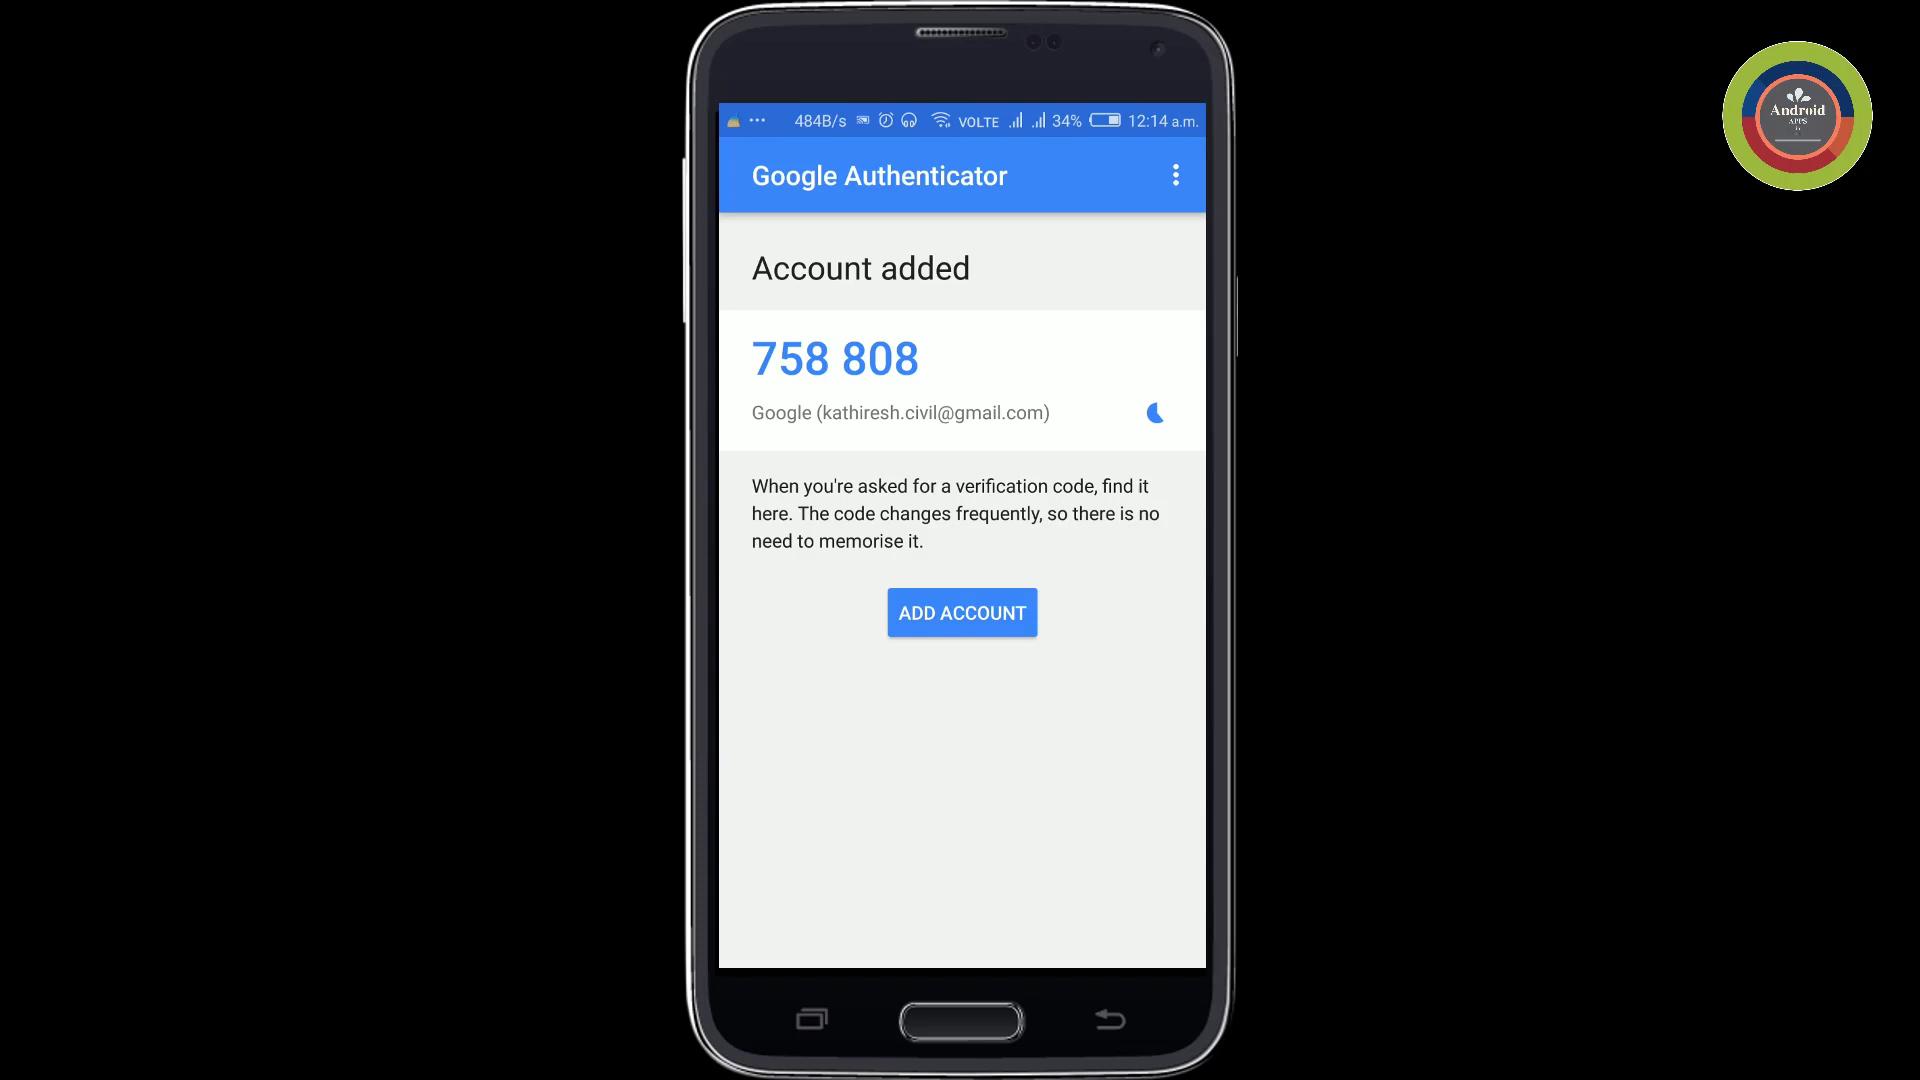 484B/s VOLTE 34% 12:14 a.m.
Google Authenticator
Account added
758 808
Google (kathiresh.civil@gmail.com)
When you're asked for a verification code, find it
here. The code changes frequently, so there is no
need to memorise it.
ADD ACCOUNT
Android
APPS